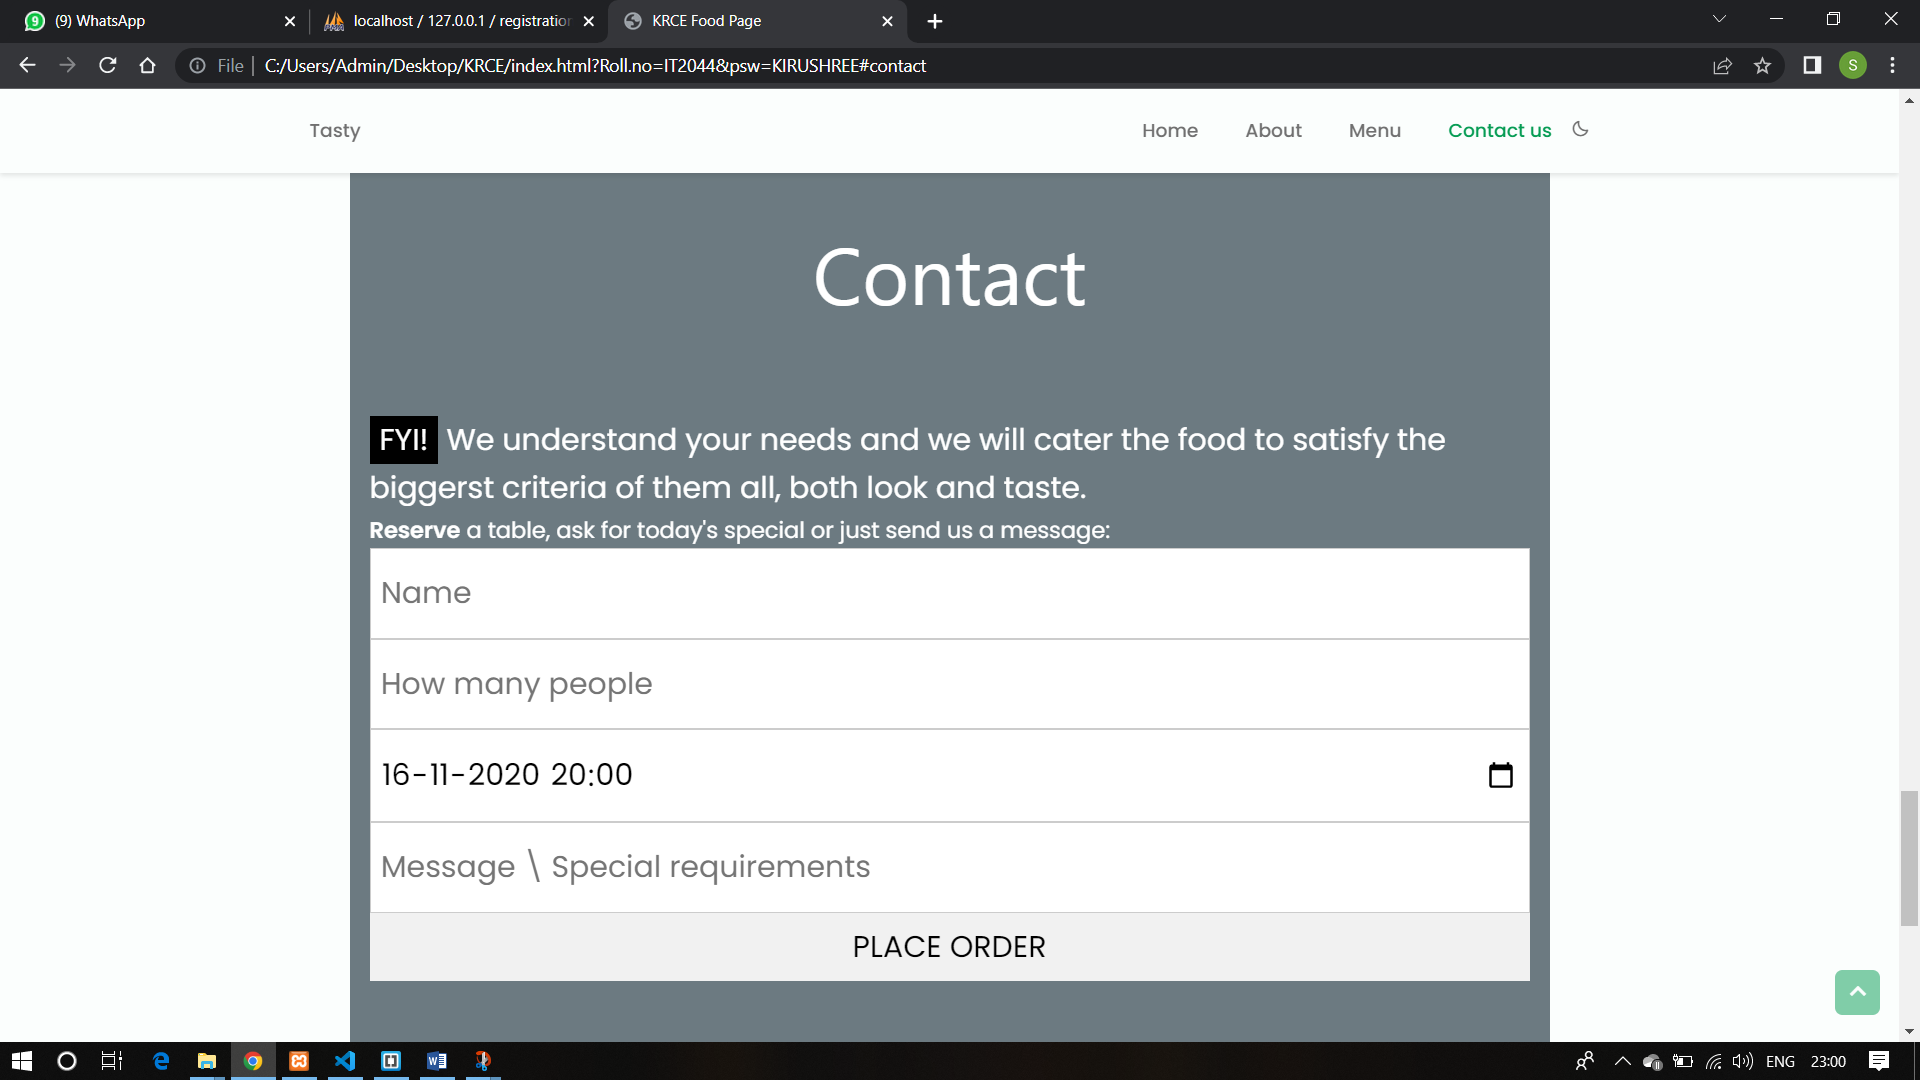 (9) WhatsApp
localhost / 127.0.0.1 / registration
KRCE Food Page
File
C:/Users/Admin/Desktop/KRCE/index.html?Roll.no=IT2044&psw=KIRUSHREE#contact
S
Tasty
Home About Menu Contact us
Contact
FYI! We understand your needs and we will cater the food to satisfy the
biggerst criteria of them all, both look and taste.
Reserve a table, ask for today's special or just send us a message:
Name
How many people
16-11-2020 20:00
Message \ Special requirements
PLACE ORDER
ENG 23:00